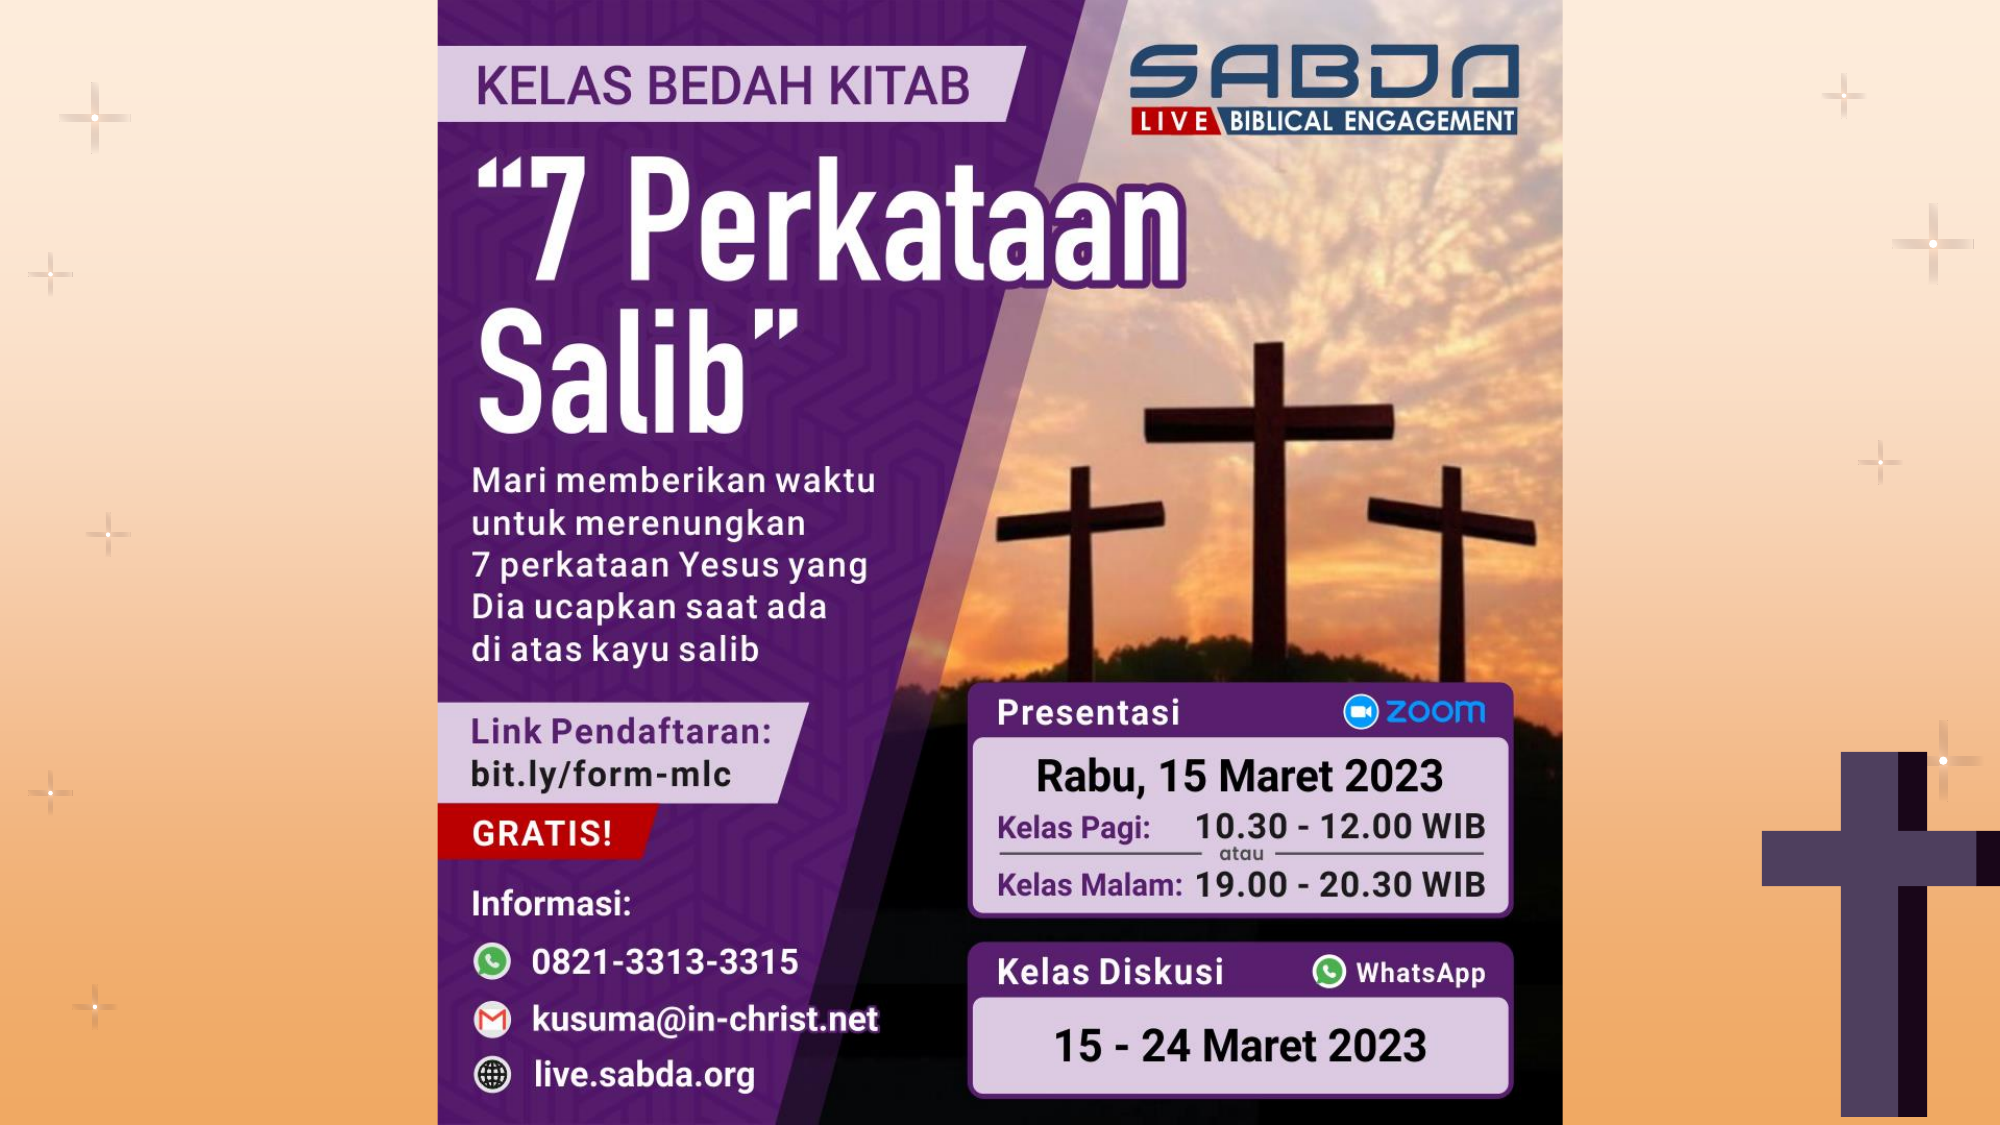 KELAS BEDAH KITAB
SABDA
LIVE BIBLICAL ENGAGEMENT
“7 Perkataan
Salib”
Mari memberikan waktu
untuk merenungkan
7 perkataan Yesus yang
Dia ucapkan saat ada
di atas kayu salib
Link Pendaftaran:
bit.ly/form-mlc
GRATIS!
Informasi:
0821-3313-3315
kusuma@in-christ.net
live.sabda.org
Presentasi zoom
Rabu, 15 Maret 2023
Kelas Pagi: 10.30 - 12.00 WIB
atau
Kelas Malam: 19.00 - 20.30 WIB
Kelas Diskusi WhatsApp
15 - 24 Maret 2023